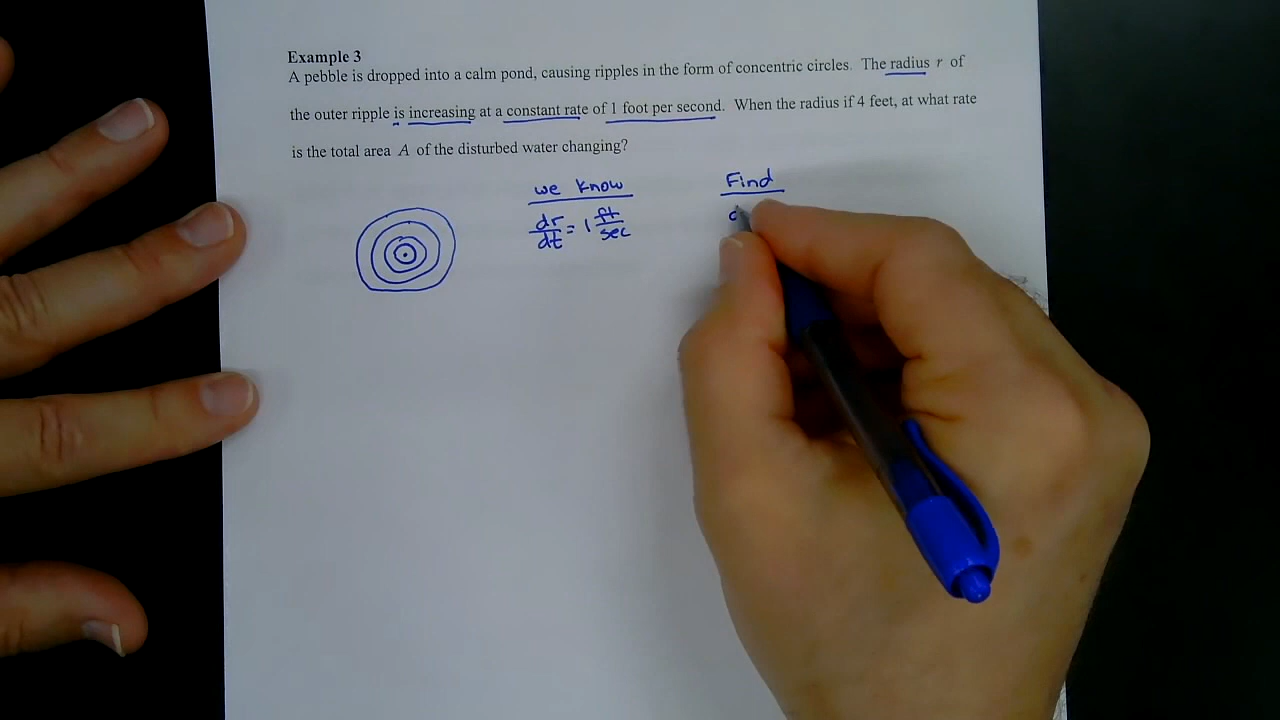 Example 3
A pebble is dropped into a calm pond, causing ripples in the form of concentric circles. The radius r of
the outer ripple is increasing at a constant rate of 1 foot per second. When the radius if 4 feet, at what rate
is the total area A of the disturbed water changing?
we know
Find
dr/dt = 1 ft/sec
d